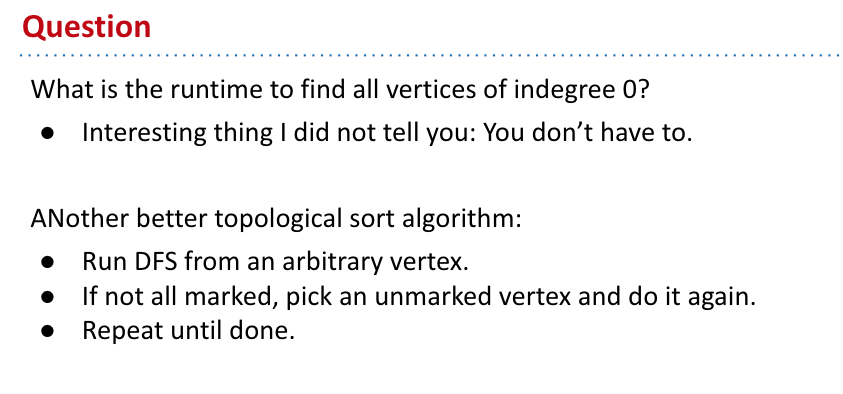 Question
What is the runtime to find all vertices of indegree 0?
● Interesting thing I did not tell you: You don’t have to.
ANother better topological sort algorithm:
● Run DFS from an arbitrary vertex.
● If not all marked, pick an unmarked vertex and do it again.
● Repeat until done.